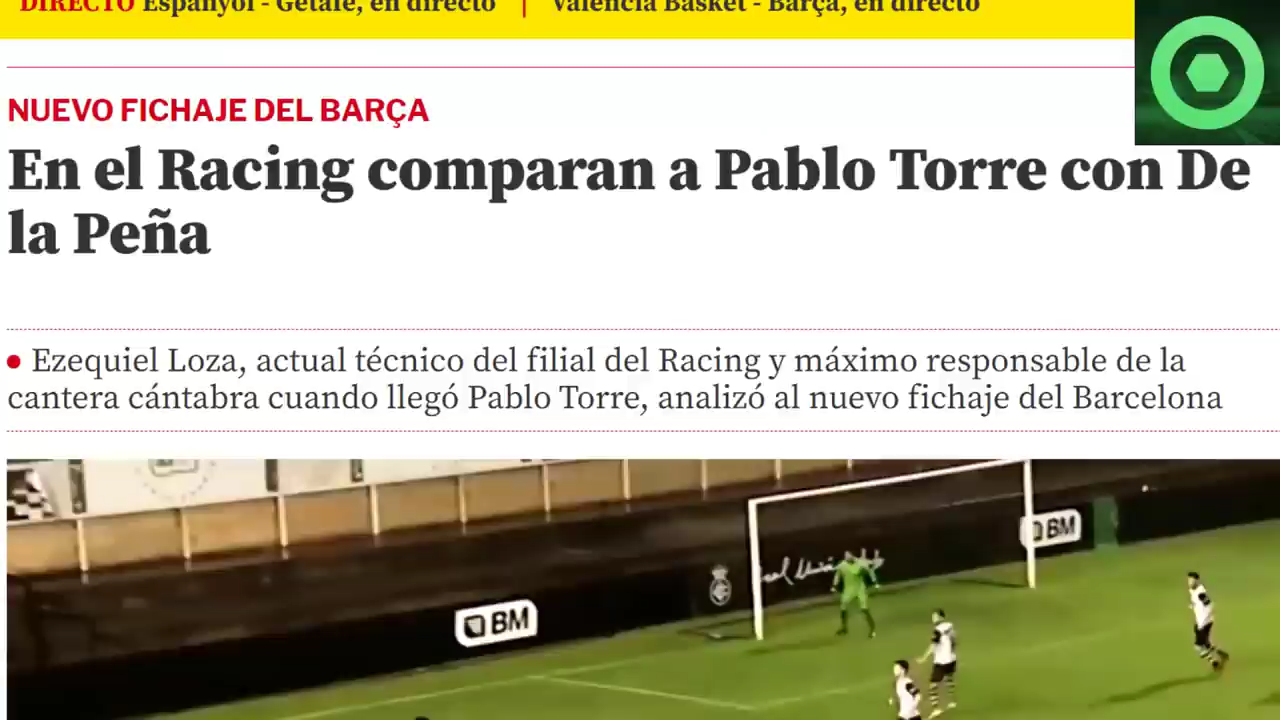 DIRECTO Espanyol - Getafe, en directo | Valencia Basket - Barça, en directo
NUEVO FICHAJE DEL BARÇA
En el Racing comparan a Pablo Torre con De
la Peña
• Ezequiel Loza, actual técnico del filial del Racing y máximo responsable de la
cantera cántabra cuando llegó Pablo Torre, analizó al nuevo fichaje del Barcelona
BM
BM